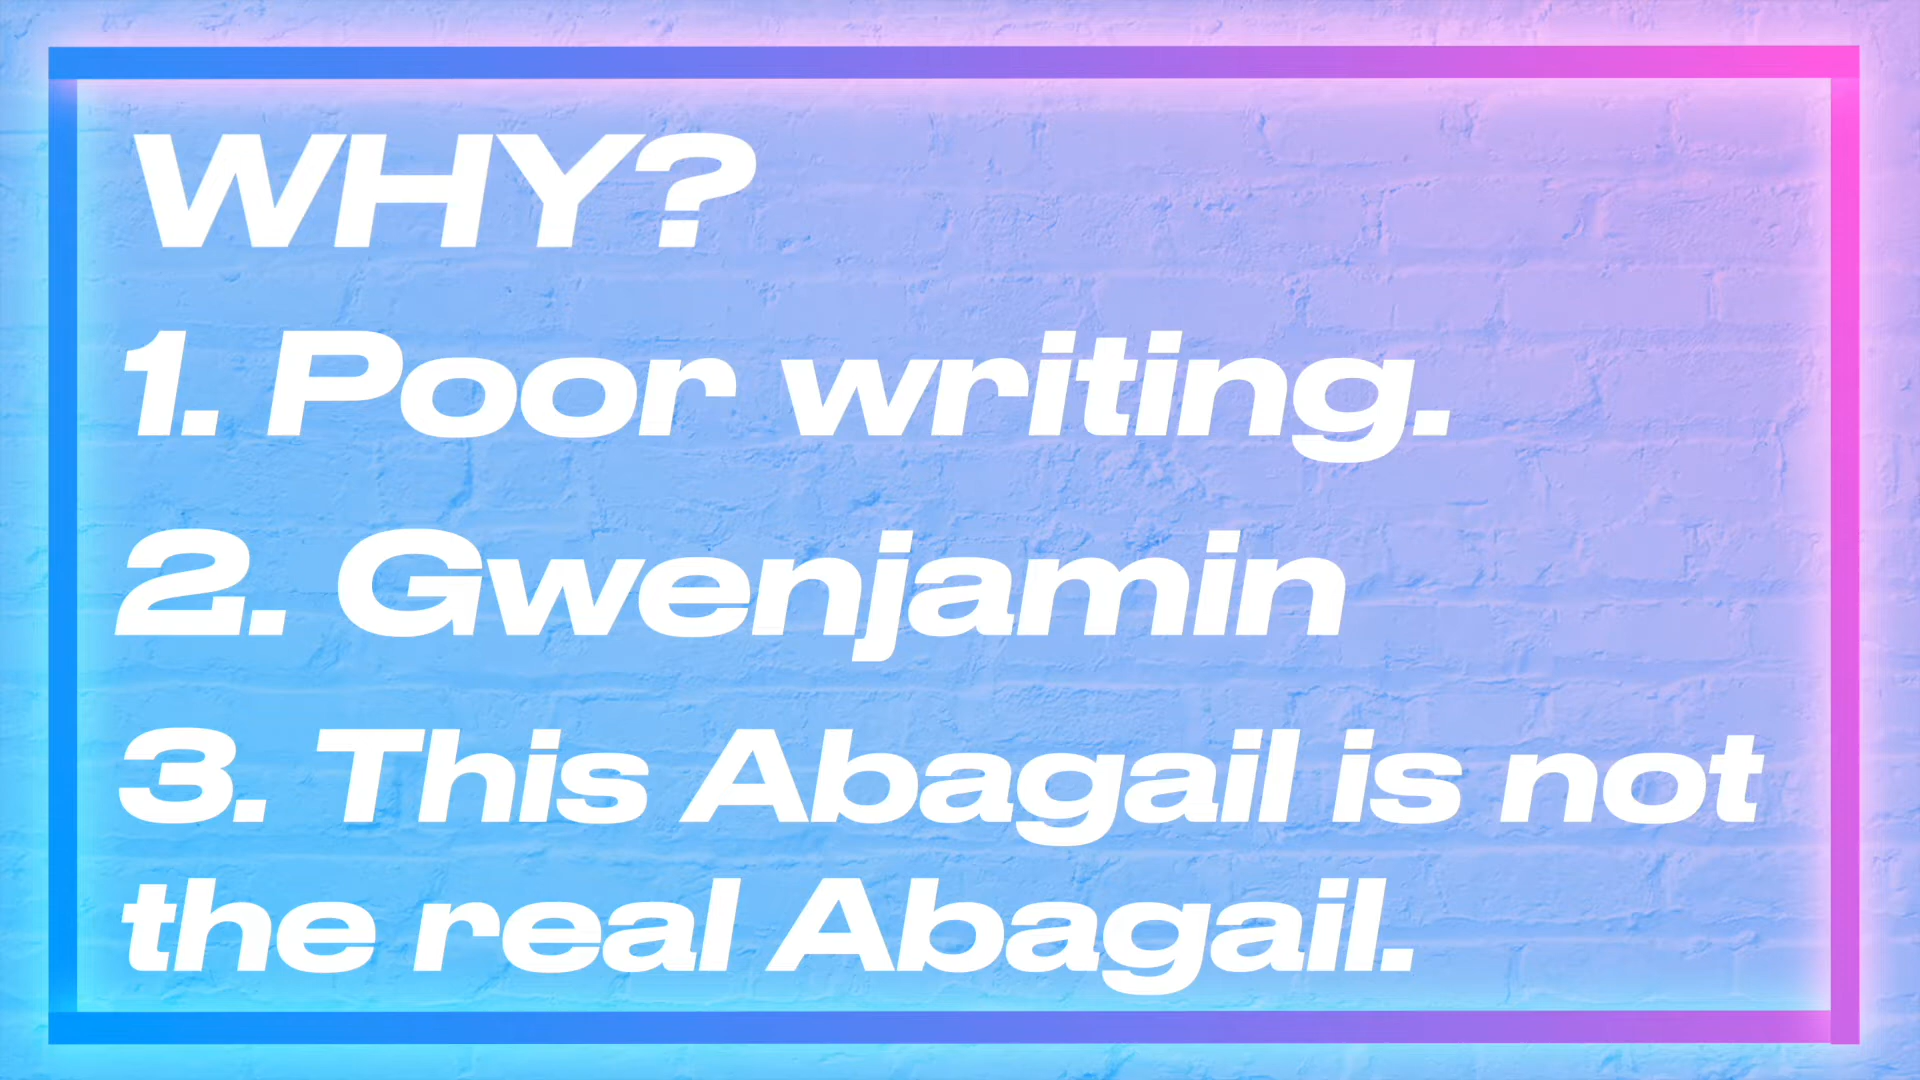 WHY?
1. Poor writing.
2. Gwenjamin
3. This Abagail is not
the real Abagail.